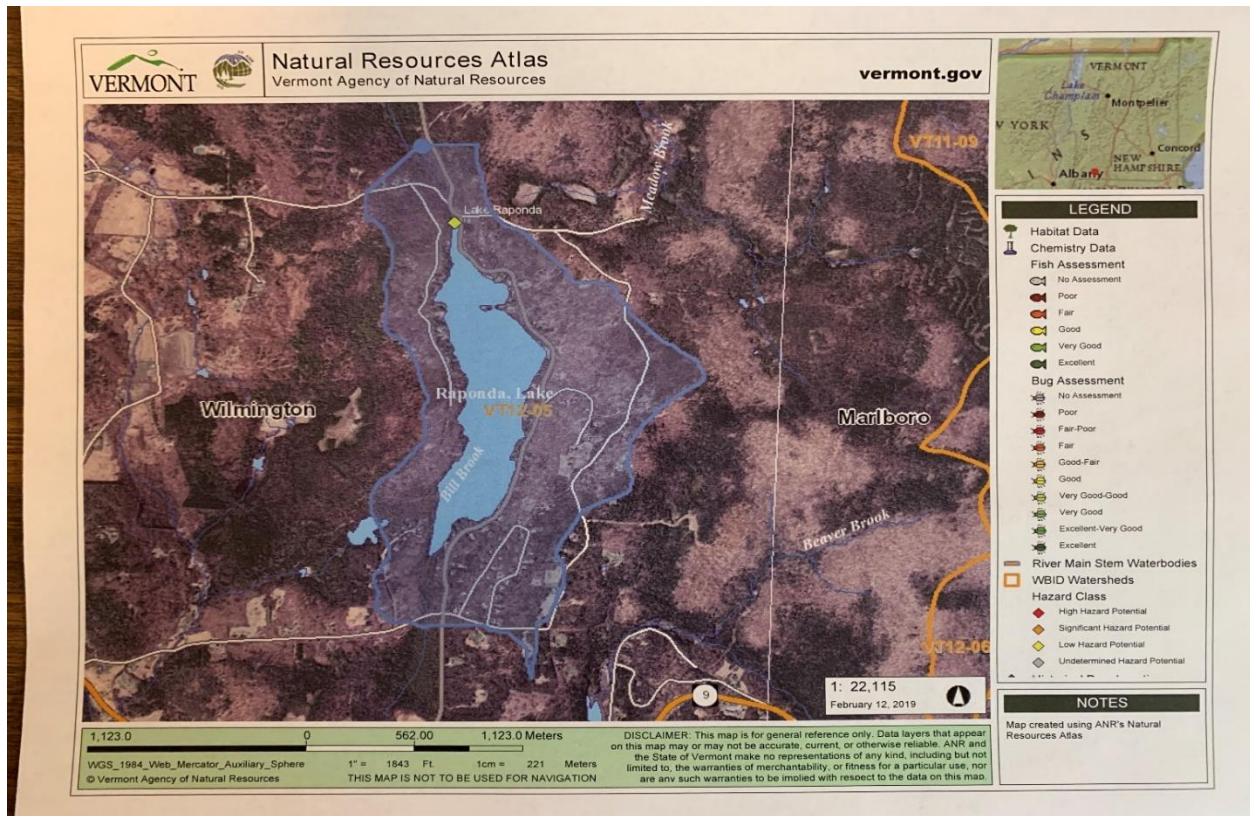 VERMONT
Natural Resources Atlas
Vermont Agency of Natural Resources
vermont.gov
VERMONT
Lake
Champlain
Montpelier
YORK
NEW
HAMPSHIRE
Concord
Albany
VT11-09
Meadow Brook
Lake Raponda
Wilmington
Raponda, Lake
VT12-05
Marlboro
Bill Brook
Beaver Brook
VT12-06
9
1: 22,115
February 12, 2019
LEGEND
Habitat Data
Chemistry Data
Fish Assessment
No Assessment
Poor
Fair
Good
Very Good
Excellent
Bug Assessment
No Assessment
Poor
Fair-Poor
Fair
Good-Fair
Good
Very Good-Good
Very Good
Excellent-Very Good
Excellent
River Main Stem Waterbodies
WBID Watersheds
Hazard Class
High Hazard Potential
Significant Hazard Potential
Low Hazard Potential
Undetermined Hazard Potential
NOTES
Map created using ANR's Natural
Resources Atlas
1,123.0 0 562.00 1,123.0 Meters
WGS_1984_Web_Mercator_Auxiliary_Sphere 1" = 1843 Ft. 1cm = 221 Meters
© Vermont Agency of Natural Resources THIS MAP IS NOT TO BE USED FOR NAVIGATION
DISCLAIMER: This map is for general reference only. Data layers that appear
on this map may or may not be accurate, current, or otherwise reliable. ANR and
the State of Vermont make no representations of any kind, including but not
limited to, the warranties of merchantability, or fitness for a particular use, nor
are any such warranties to be implied with respect to the data on this map.